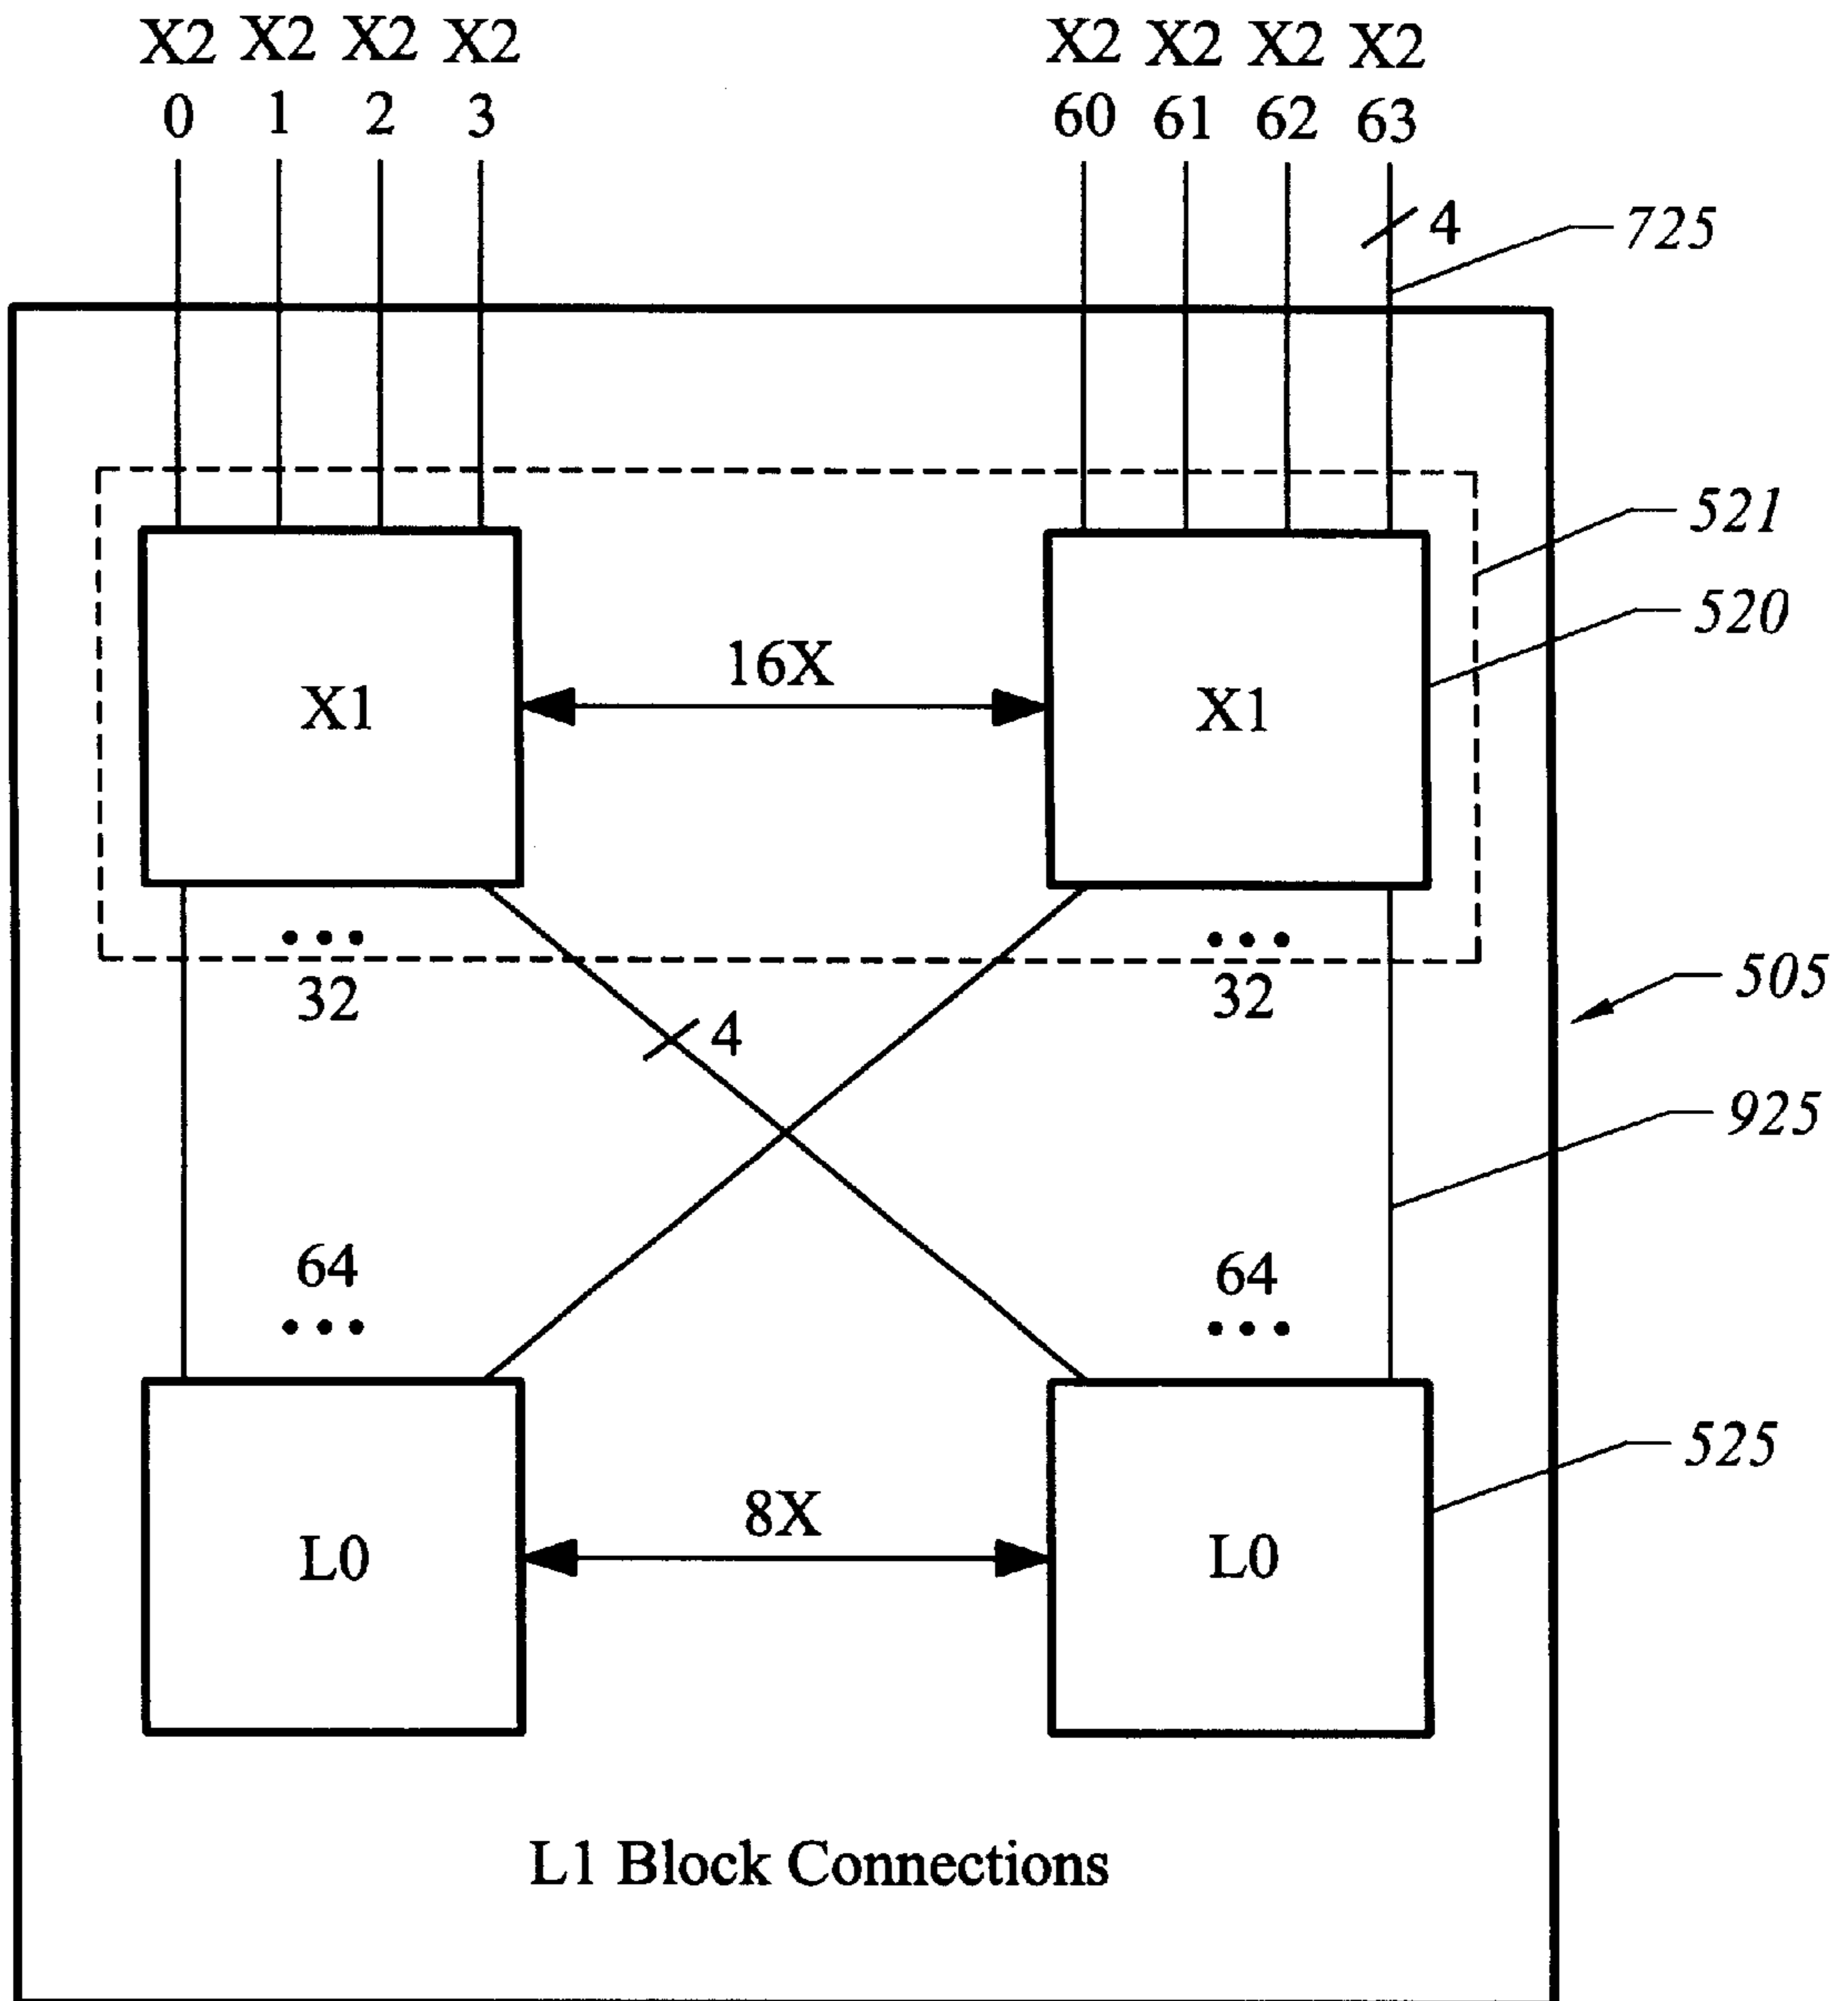 X2 X2 X2 X2 X2 X2 X2 X2
0 1 2 3 60 61 62 63
4
725
521
520
16X
X1 X1
32 32
505
4
925
64 64
525
8X
L0 L0
L1 Block Connections